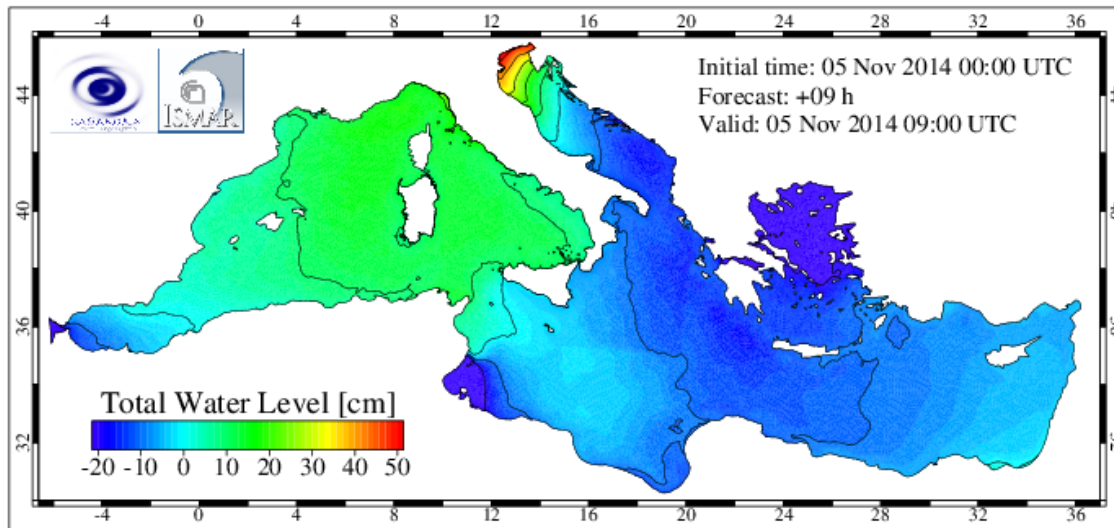 -4 0 4 8 12 16 20 24 28 32 36
ISMAR
Initial time: 05 Nov 2014 00:00 UTC
Forecast: +09 h
Valid: 05 Nov 2014 09:00 UTC
44
40
36
32
Total Water Level [cm]
-20 -10 0 10 20 30 40 50
-4 0 4 8 12 16 20 24 28 32 36